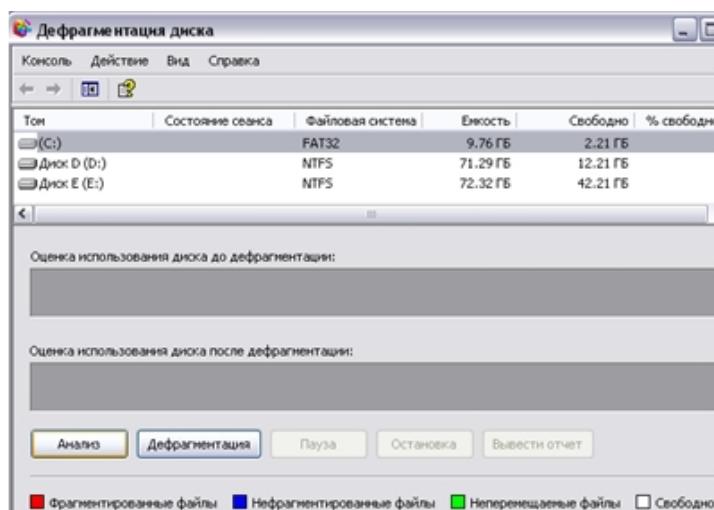 Дефрагментация диска
Консоль Действие Вид Справка
Том Состояние сеанса Файловая система Емкость Свободно % свободн
(C:) FAT32 9.76 ГБ 2.21 ГБ
Диск D (D:) NTFS 71.29 ГБ 12.21 ГБ
Диск E (E:) NTFS 72.32 ГБ 42.21 ГБ
Оценка использования диска до дефрагментации:
Оценка использования диска после дефрагментации:
Анализ Дефрагментация Пауза Остановка Вывести отчет
Фрагментированные файлы Нефрагментированные файлы Неперемещаемые файлы Свободно